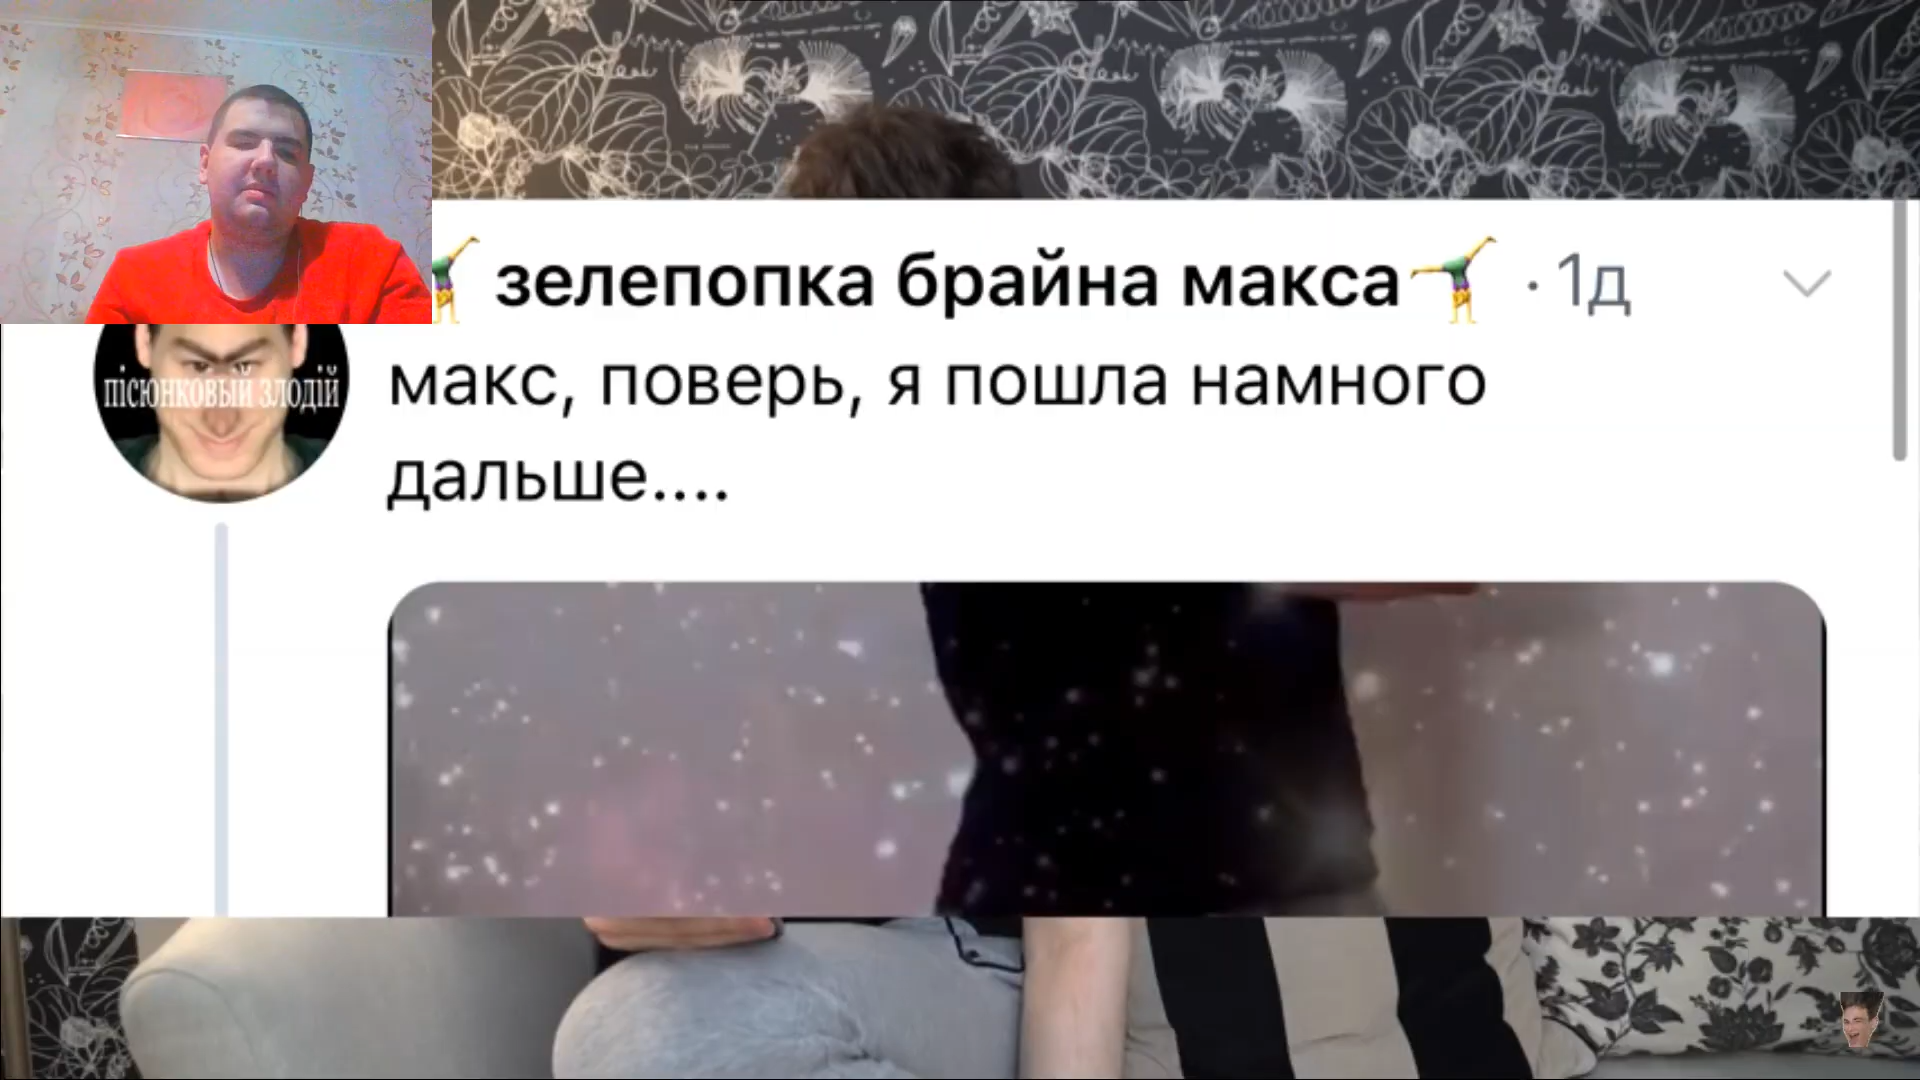 зелепопка брайна макса · 1д
пісюнковый злодій
макс, поверь, я пошла намного
дальше....